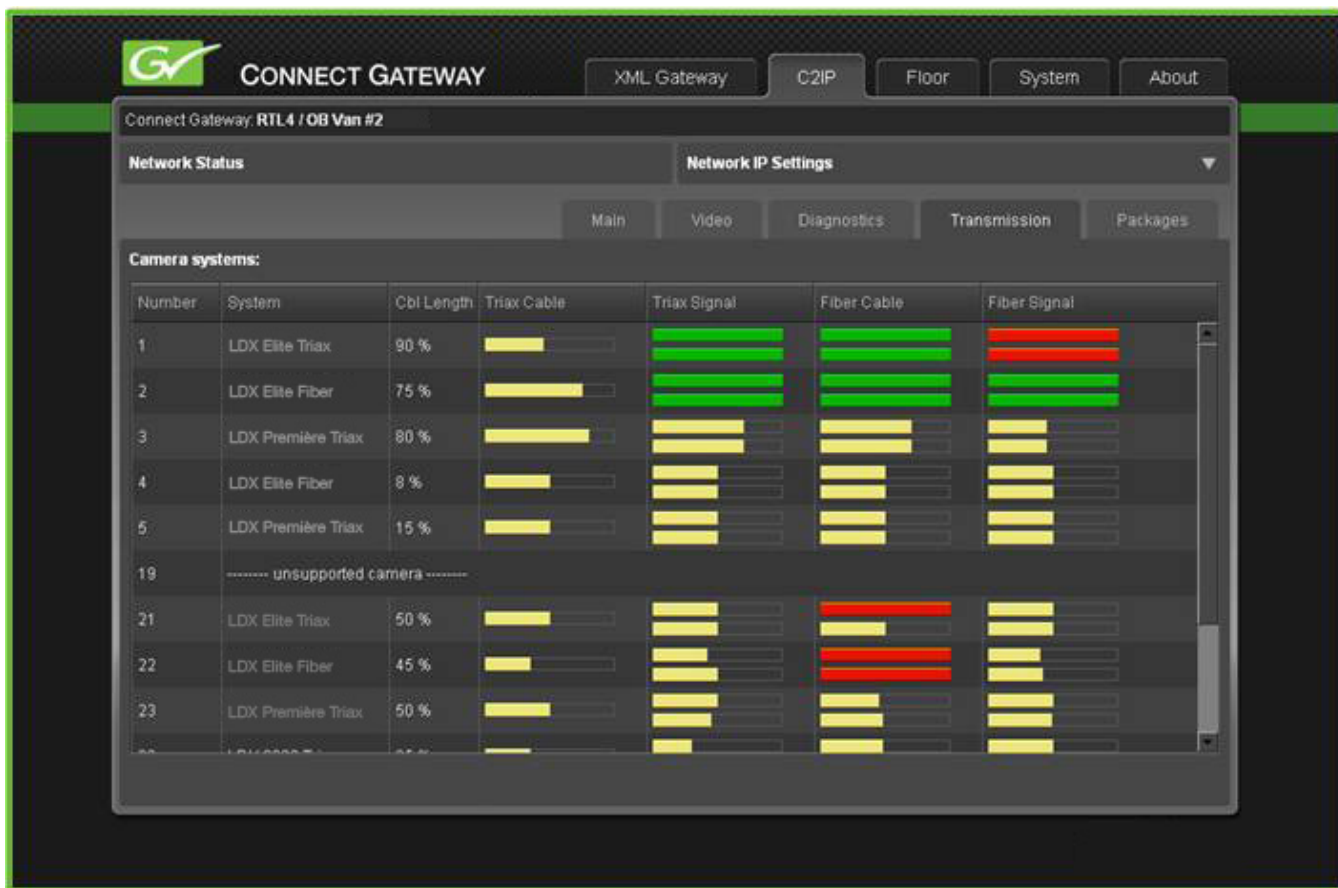 GV CONNECT GATEWAY XML Gateway C2IP Floor System About
Connect Gateway: RTL4 / OB Van #2
Network Status Network IP Settings
Main Video Diagnostics Transmission Packages
Camera systems:
Number System Cbl Length Triax Cable Triax Signal Fiber Cable Fiber Signal
1 LDX Elite Triax 90 %
2 LDX Elite Fiber 75 %
3 LDX Première Triax 80 %
4 LDX Elite Fiber 8 %
5 LDX Première Triax 15 %
19 -------- unsupported camera --------
21 LDX Elite Triax 50 %
22 LDX Elite Fiber 45 %
23 LDX Première Triax 50 %